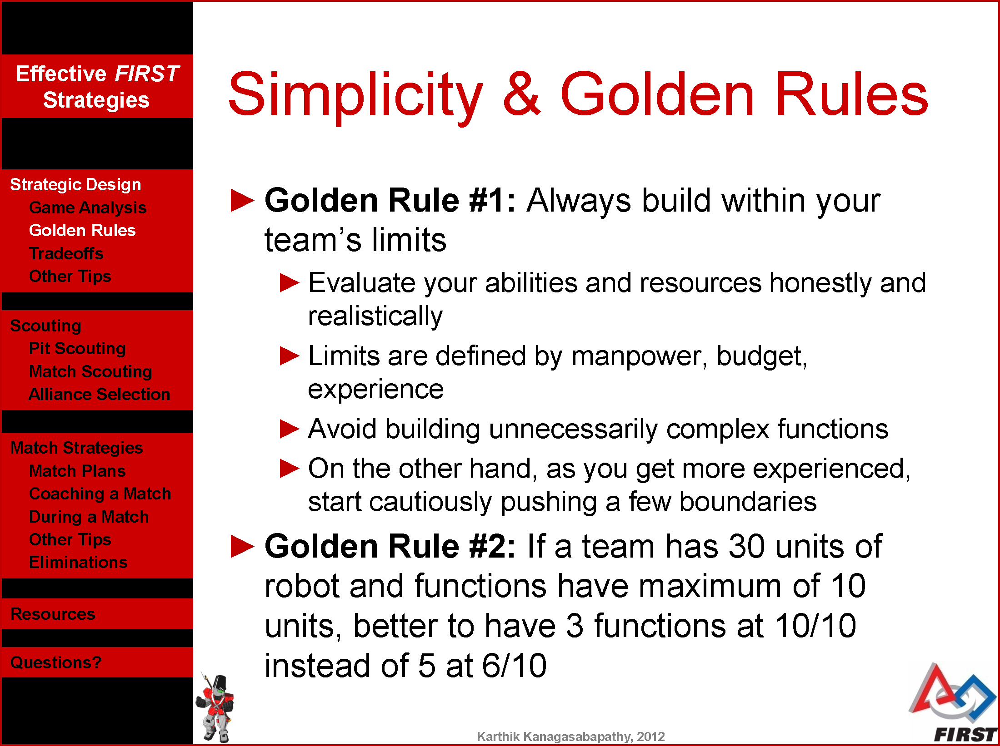 Effective FIRST
Strategies
Strategic Design
Game Analysis
Golden Rules
Tradeoffs
Other Tips
Scouting
Pit Scouting
Match Scouting
Alliance Selection
Match Strategies
Match Plans
Coaching a Match
During a Match
Other Tips
Eliminations
Resources
Questions?
Simplicity & Golden Rules
► Golden Rule #1: Always build within your
team’s limits
► Evaluate your abilities and resources honestly and
realistically
► Limits are defined by manpower, budget,
experience
► Avoid building unnecessarily complex functions
► On the other hand, as you get more experienced,
start cautiously pushing a few boundaries
► Golden Rule #2: If a team has 30 units of
robot and functions have maximum of 10
units, better to have 3 functions at 10/10
instead of 5 at 6/10
Karthik Kanagasabapathy, 2012
FIRST